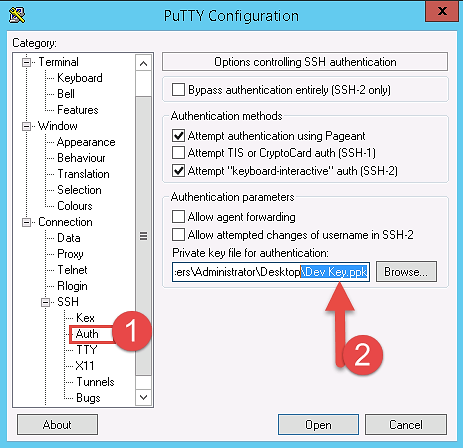 PuTTY Configuration
Category:
Terminal
Keyboard
Bell
Features
Window
Appearance
Behaviour
Translation
Selection
Colours
Connection
Data
Proxy
Telnet
Rlogin
SSH
Kex
Auth
1
TTY
X11
Tunnels
Bugs
Options controlling SSH authentication
Bypass authentication entirely (SSH-2 only)
Authentication methods
Attempt authentication using Pageant
Attempt TIS or CryptoCard auth (SSH-1)
Attempt "keyboard-interactive" auth (SSH-2)
Authentication parameters
Allow agent forwarding
Allow attempted changes of username in SSH-2
Private key file for authentication:
:ers\Administrator\Desktop\Dev Key.ppk
Browse...
2
About
Open
Cancel